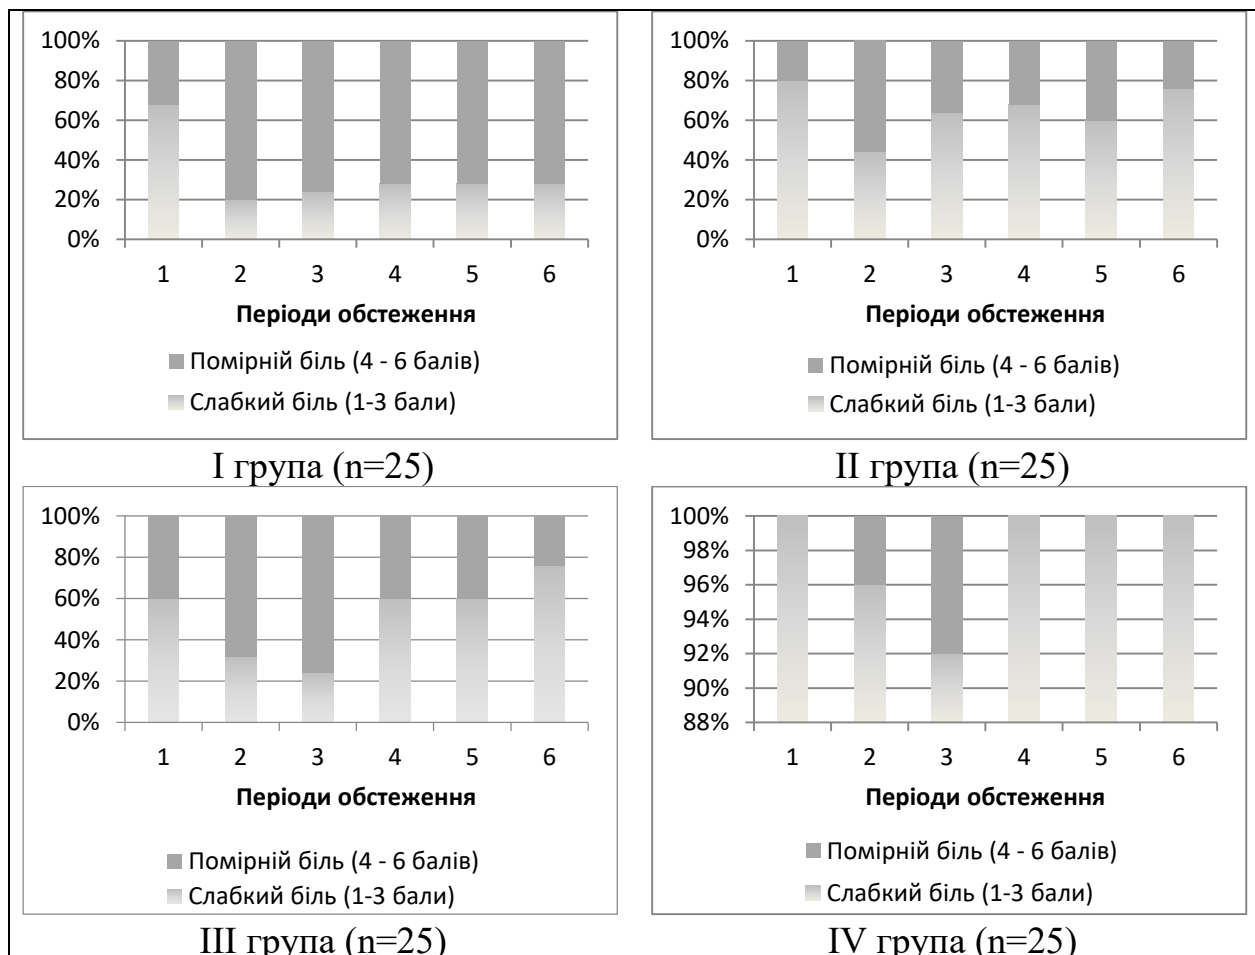 100%
80%
60%
40%
20%
0%
1 2 3 4 5 6
Періоди обстеження
Помірній біль (4 - 6 балів)
Слабкий біль (1-3 бали)
І група (n=25)
100%
80%
60%
40%
20%
0%
1 2 3 4 5 6
Періоди обстеження
Помірній біль (4 - 6 балів)
Слабкий біль (1-3 бали)
ІІ група (n=25)
100%
80%
60%
40%
20%
0%
1 2 3 4 5 6
Періоди обстеження
Помірній біль (4 - 6 балів)
Слабкий біль (1-3 бали)
ІІІ група (n=25)
100%
98%
96%
94%
92%
90%
88%
1 2 3 4 5 6
Періоди обстеження
Помірній біль (4 - 6 балів)
Слабкий біль (1-3 бали)
IV група (n=25)